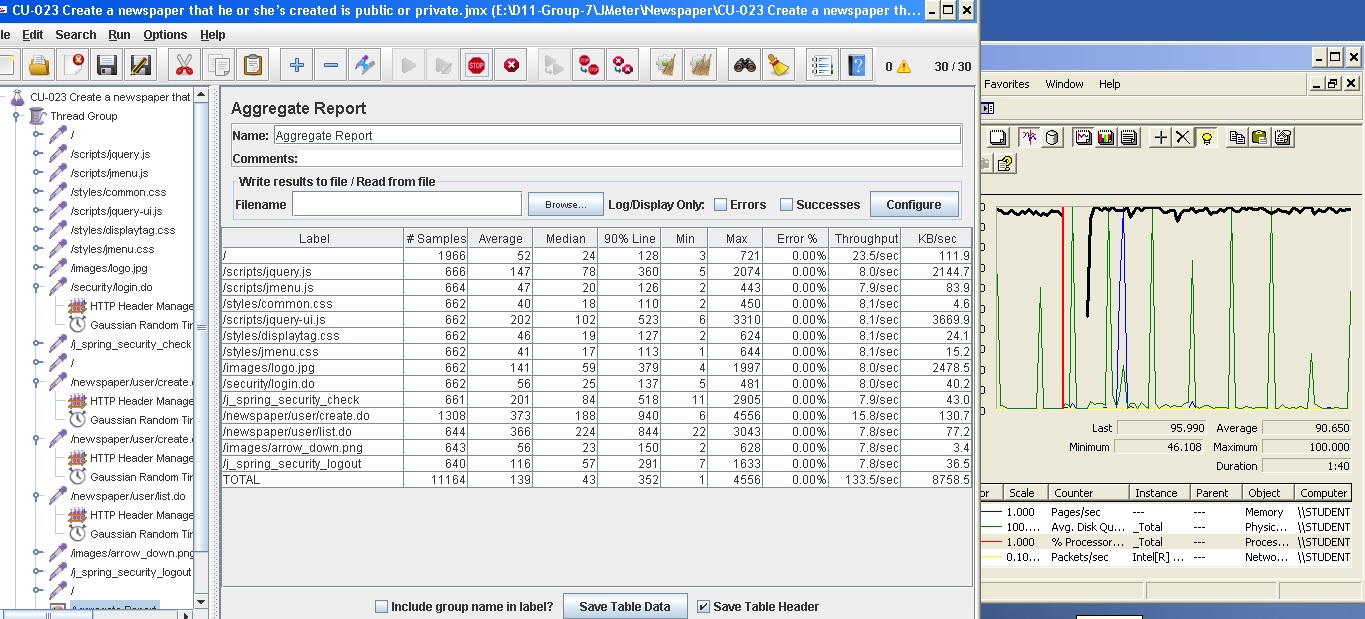 CU-023 Create a newspaper that he or she's created is public or private.jmx (E:\D11-Group-7\JMeter\Newspaper\CU-023 Create a newspaper th...
le Edit Search Run Options Help
0 30 / 30
CU-023 Create a newspaper that
Thread Group
/
/scripts/jquery.js
/scripts/jmenu.js
/styles/common.css
/scripts/jquery-ui.js
/styles/displaytag.css
/styles/jmenu.css
/images/logo.jpg
/security/login.do
HTTP Header Manage
Gaussian Random Tir
/j_spring_security_check
/
/newspaper/user/create.
HTTP Header Manage
Gaussian Random Tir
/newspaper/user/create.
HTTP Header Manage
Gaussian Random Tir
/newspaper/user/list.do
HTTP Header Manage
Gaussian Random Tir
/images/arrow_down.png
/j_spring_security_logout
/
Aggregate Report
Aggregate Report
Name: Aggregate Report
Comments:
Write results to file / Read from file
Filename Browse... Log/Display Only: Errors Successes Configure
Label # Samples Average Median 90% Line Min Max Error % Throughput KB/sec
/ 1966 52 24 128 3 721 0.00% 23.5/sec 111.9
/scripts/jquery.js 666 147 78 360 5 2074 0.00% 8.0/sec 2144.7
/scripts/jmenu.js 664 47 20 126 2 443 0.00% 7.9/sec 83.9
/styles/common.css 662 40 18 110 2 450 0.00% 8.1/sec 4.6
/scripts/jquery-ui.js 662 202 102 523 6 3310 0.00% 8.1/sec 3669.9
/styles/displaytag.css 662 46 19 127 2 624 0.00% 8.1/sec 24.1
/styles/jmenu.css 662 41 17 113 1 644 0.00% 8.1/sec 15.2
/images/logo.jpg 662 141 59 379 4 1997 0.00% 8.0/sec 2478.5
/security/login.do 662 56 25 137 5 481 0.00% 8.0/sec 40.2
/j_spring_security_check 661 201 84 518 11 2905 0.00% 7.9/sec 43.0
/newspaper/user/create.do 1308 373 188 940 6 4556 0.00% 15.8/sec 130.7
/newspaper/user/list.do 644 366 224 844 22 3043 0.00% 7.8/sec 77.2
/images/arrow_down.png 643 56 23 150 2 628 0.00% 7.8/sec 3.4
/j_spring_security_logout 640 116 57 291 7 1633 0.00% 7.8/sec 36.5
TOTAL 11164 139 43 352 1 4556 0.00% 133.5/sec 8758.5
Include group name in label? Save Table Data Save Table Header
Favorites Window Help
Last 95.990 Average 90.650
Minimum 46.108 Maximum 100.000
Duration 1:40
or Scale Counter Instance Parent Object Computer
1.000 Pages/sec --- --- Memory \\STUDENT
100.... Avg. Disk Qu... _Total --- Physic... \\STUDENT
1.000 % Processor... _Total --- Proces... \\STUDENT
0.10... Packets/sec Intel[R] ... --- Netwo... \\STUDENT